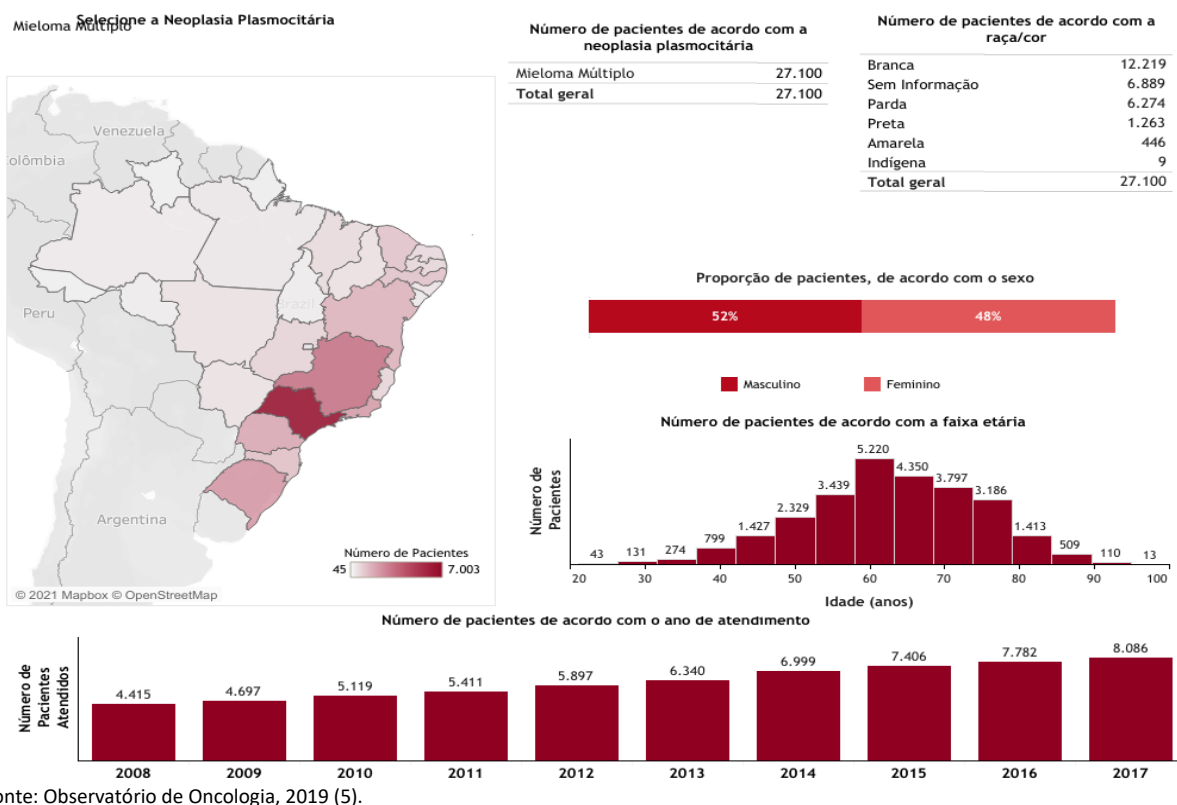 Selecione a Neoplasia Plasmocitária
Mieloma Múltiplo
Número de pacientes de acordo com a
neoplasia plasmocitária
Mieloma Múltiplo 27.100
Total geral 27.100
Número de pacientes de acordo com a
raça/cor
Branca 12.219
Sem Informação 6.889
Parda 6.274
Preta 1.263
Amarela 446
Indígena 9
Total geral 27.100
Venezuela
olômbia
Brazil
Peru
Argentina
Número de Pacientes
45 7.003
© 2021 Mapbox © OpenStreetMap
Proporção de pacientes, de acordo com o sexo
52% 48%
Masculino Feminino
Número de pacientes de acordo com a faixa etária
Número de
Pacientes
43 131 274 799 1.427 2.329 3.439 5.220 4.350 3.797 3.186 1.413 509 110 13
20 30 40 50 60 70 80 90 100
Idade (anos)
Número de pacientes de acordo com o ano de atendimento
Número de
Pacientes
Atendidos
4.415 4.697 5.119 5.411 5.897 6.340 6.999 7.406 7.782 8.086
2008 2009 2010 2011 2012 2013 2014 2015 2016 2017
onte: Observatório de Oncologia, 2019 (5).